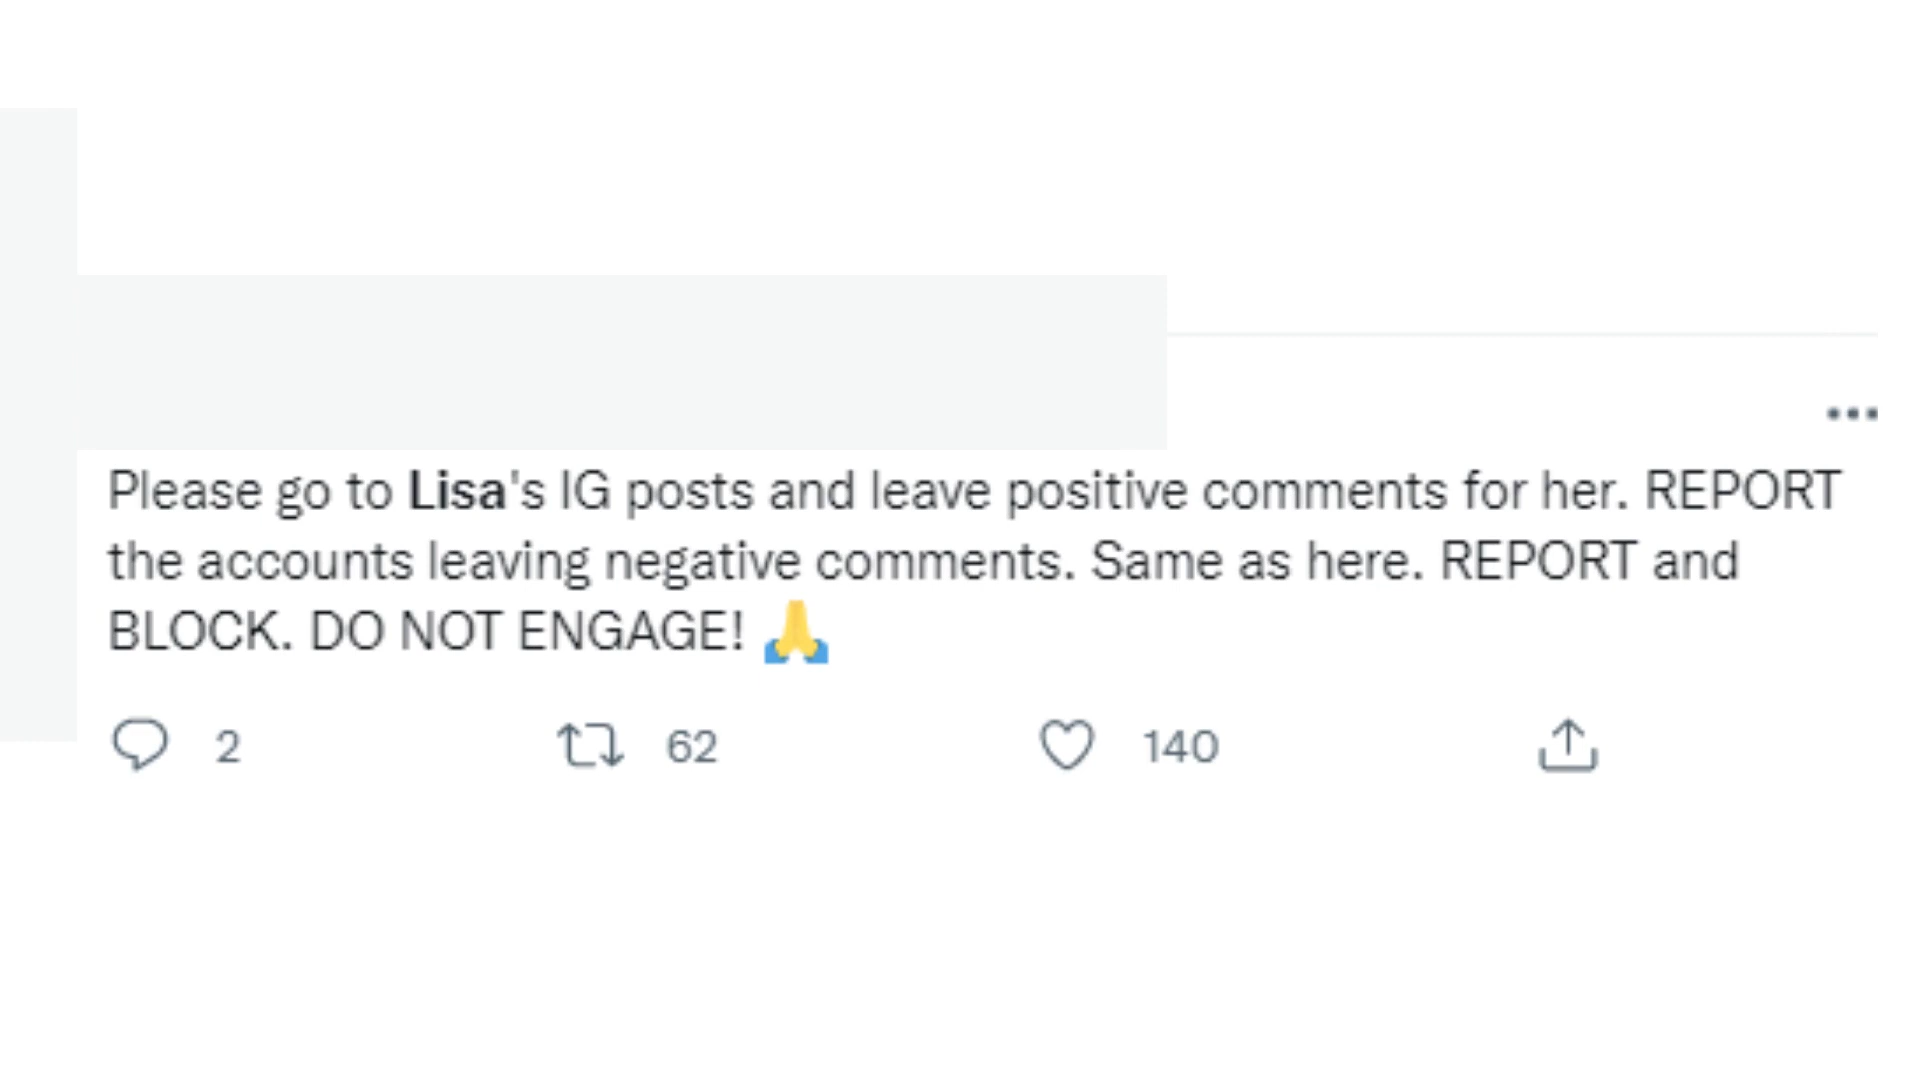 Please go to Lisa's IG posts and leave positive comments for her. REPORT
the accounts leaving negative comments. Same as here. REPORT and
BLOCK. DO NOT ENGAGE! 🙏
2 62 140